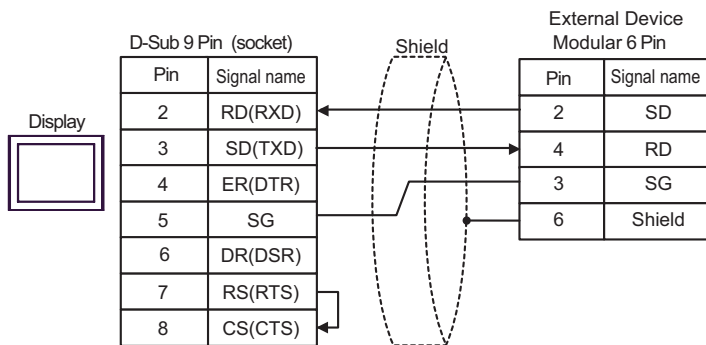 External Device
D-Sub 9 Pin (socket) Shield Modular 6 Pin
Pin Signal name Pin Signal name
Display 2 RD(RXD) 2 SD
3 SD(TXD) 4 RD
4 ER(DTR) 3 SG
5 SG 6 Shield
6 DR(DSR)
7 RS(RTS)
8 CS(CTS)